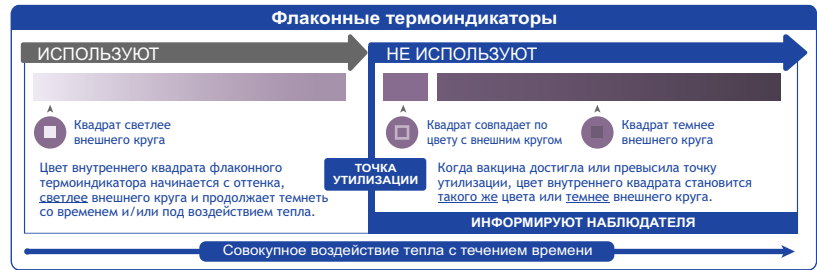 Флаконные термоиндикаторы
ИСПОЛЬЗУЮТ
Квадрат светлее
внешнего круга
Цвет внутреннего квадрата флаконного
термоиндикатора начинается с оттенка,
светлее внешнего круга и продолжает темнеть
со временем и/или под воздействием тепла.
ТОЧКА
УТИЛИЗАЦИИ
НЕ ИСПОЛЬЗУЮТ
Квадрат совпадает по
цвету с внешним кругом
Квадрат темнее
внешнего круга
Когда вакцина достигла или превысила точку
утилизации, цвет внутреннего квадрата становится
такого же цвета или темнее внешнего круга.
ИНФОРМИРУЮТ НАБЛЮДАТЕЛЯ
Совокупное воздействие тепла с течением времени